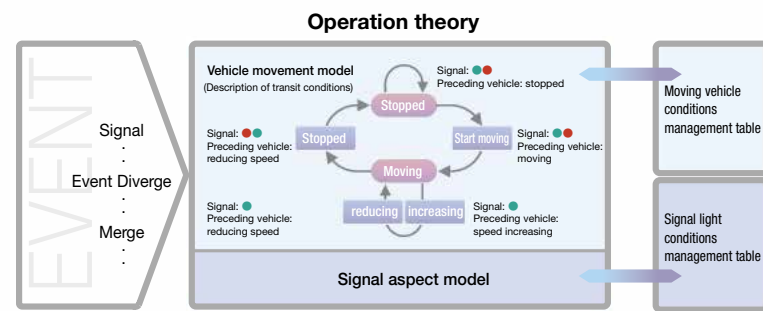 Operation theory
EVENT
Signal
.
.
Event Diverge
.
.
Merge
.
.
Vehicle movement model
(Description of transit conditions)
Signal:
Preceding vehicle: stopped
Stopped
Signal:
Preceding vehicle:
reducing speed
Stopped
Start moving
Signal:
Preceding vehicle:
moving
Moving
Signal:
Preceding vehicle:
reducing speed
reducing
increasing
Signal:
Preceding vehicle:
speed increasing
Signal aspect model
Moving vehicle
conditions
management table
Signal light
conditions
management table